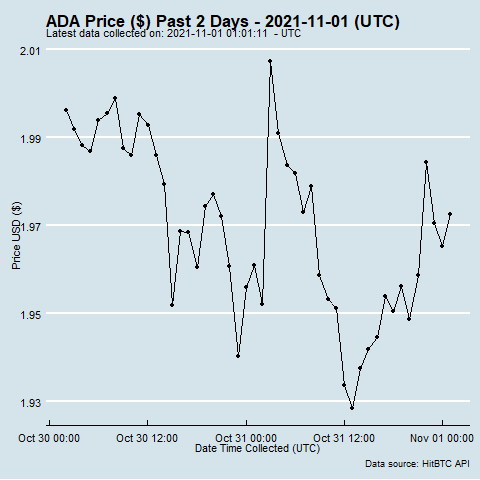 ADA Price ($) Past 2 Days - 2021-11-01 (UTC)
Latest data collected on: 2021-11-01 01:01:11 - UTC
2.01
1.99
1.97
1.95
1.93
Price USD ($)
Oct 30 00:00 Oct 30 12:00 Oct 31 00:00 Oct 31 12:00 Nov 01 00:00
Date Time Collected (UTC)
Data source: HitBTC API